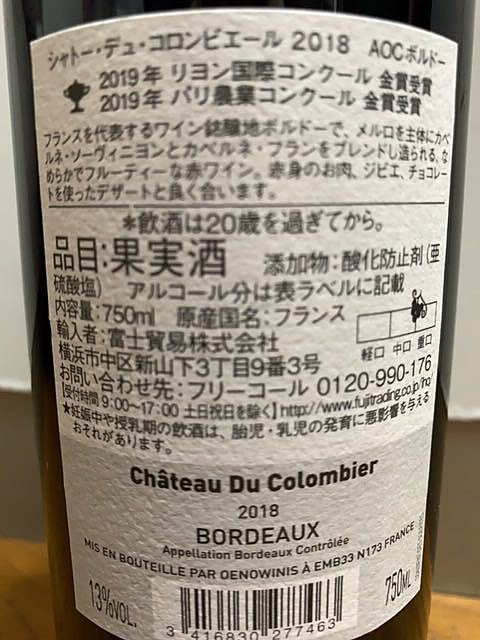 シャトー・デュ・コロンビエール 2018 AOCボルドー
2019年 リヨン国際コンクール 金賞受賞
2019年 パリ農業コンクール 金賞受賞
フランスを代表するワイン銘醸地ボルドーで、メルロを主体にカベ
ルネ・ソーヴィニヨンとカベルネ・フランをブレンドし造られる、な
めらかでフルーティーな赤ワイン。赤身のお肉、ジビエ、チョコレー
トを使ったデザートと良く合います。
*飲酒は20歳を過ぎてから。
品目:果実酒 添加物:酸化防止剤(亜
硫酸塩) アルコール分は表ラベルに記載
内容量:750ml 原産国名:フランス
輸入者:富士貿易株式会社
軽口 中口 重口
横浜市中区新山下3丁目9番3号
お問い合わせ先:フリーコール 0120-990-176
【受付時間9:00~17:00 土日祝日を除く】http://www.fujitrading.co.jp/ho/
★妊娠中や授乳期の飲酒は、胎児・乳児の発育に悪影響を与える
おそれがあります。
Château Du Colombier
2018
BORDEAUX
Appellation Bordeaux Contrôlée
MIS EN BOUTEILLE PAR OENOWINIS À EMB33 N173 FRANCE
13%VOL.
750ML
3 416830 277463